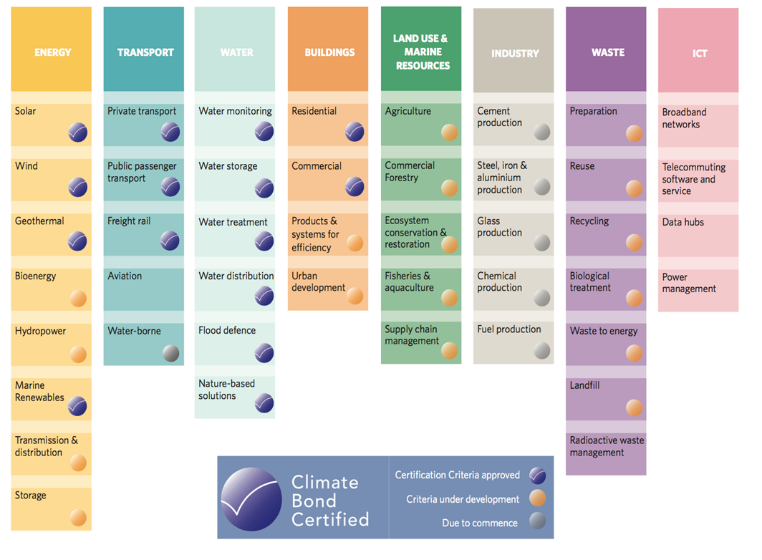 ENERGY
Solar
Wind
Geothermal
Bioenergy
Hydropower
Marine
Renewables
Transmission &
distribution
Storage
TRANSPORT
Private transport
Public passenger
transport
Freight rail
Aviation
Water-borne
WATER
Water monitoring
Water storage
Water treatment
Water distribution
Flood defence
Nature-based
solutions
BUILDINGS
Residential
Commercial
Products &
systems for
efficiency
Urban
development
LAND USE &
MARINE
RESOURCES
Agriculture
Commercial
Forestry
Ecosystem
conservation &
restoration
Fisheries &
aquaculture
Supply chain
management
INDUSTRY
Cement
production
Steel, iron &
aluminium
production
Glass
production
Chemical
production
Fuel production
WASTE
Preparation
Reuse
Recycling
Biological
treatment
Waste to energy
Landfill
Radioactive waste
management
ICT
Broadband
networks
Telecommuting
software and
service
Data hubs
Power
management
Climate
Bond
Certified
Certification Criteria approved
Criteria under development
Due to commence